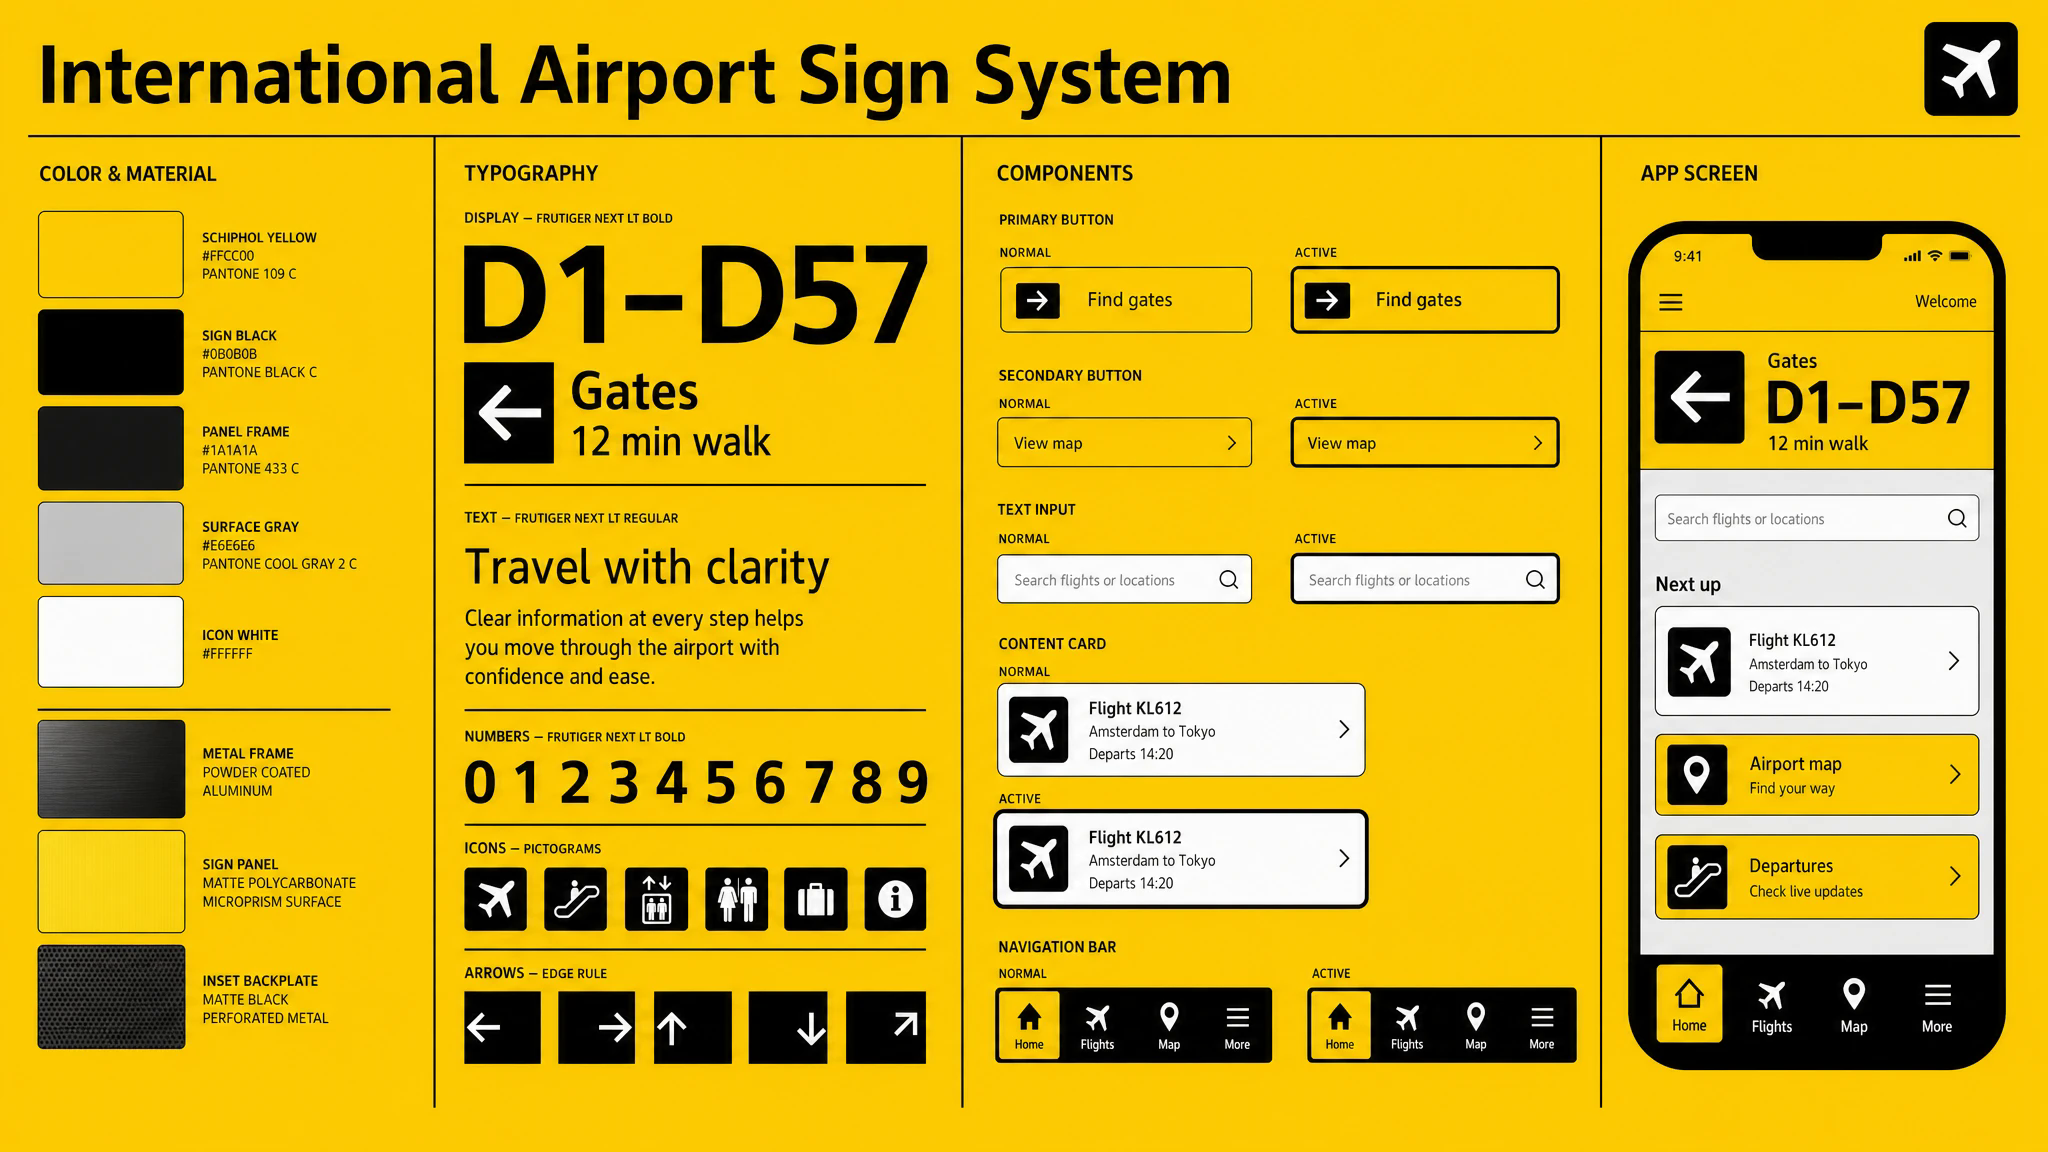 International Airport Sign System
COLOR & MATERIAL
SCHIPHOL YELLOW
#FFCC00
PANTONE 109 C
SIGN BLACK
#0B0B0B
PANTONE BLACK C
PANEL FRAME
#1A1A1A
PANTONE 433 C
SURFACE GRAY
#E6E6E6
PANTONE COOL GRAY 2 C
ICON WHITE
#FFFFFF
METAL FRAME
POWDER COATED
ALUMINUM
SIGN PANEL
MATTE POLYCARBONATE
MICROPRISM SURFACE
INSET BACKPLATE
MATTE BLACK
PERFORATED METAL
TYPOGRAPHY
DISPLAY – FRUTIGER NEXT LT BOLD
D1–D57
Gates
12 min walk
TEXT – FRUTIGER NEXT LT REGULAR
Travel with clarity
Clear information at every step helps
you move through the airport with
confidence and ease.
NUMBERS – FRUTIGER NEXT LT BOLD
0 1 2 3 4 5 6 7 8 9
ICONS – PICTOGRAMS
ARROWS – EDGE RULE
COMPONENTS
PRIMARY BUTTON
NORMAL
Find gates
ACTIVE
Find gates
SECONDARY BUTTON
NORMAL
View map
ACTIVE
View map
TEXT INPUT
NORMAL
Search flights or locations
ACTIVE
Search flights or locations
CONTENT CARD
NORMAL
Flight KL612
Amsterdam to Tokyo
Departs 14:20
ACTIVE
Flight KL612
Amsterdam to Tokyo
Departs 14:20
NAVIGATION BAR
NORMAL
Home Flights Map More
ACTIVE
Home Flights Map More
APP SCREEN
9:41
Welcome
Gates
D1–D57
12 min walk
Search flights or locations
Next up
Flight KL612
Amsterdam to Tokyo
Departs 14:20
Airport map
Find your way
Departures
Check live updates
Home Flights Map More